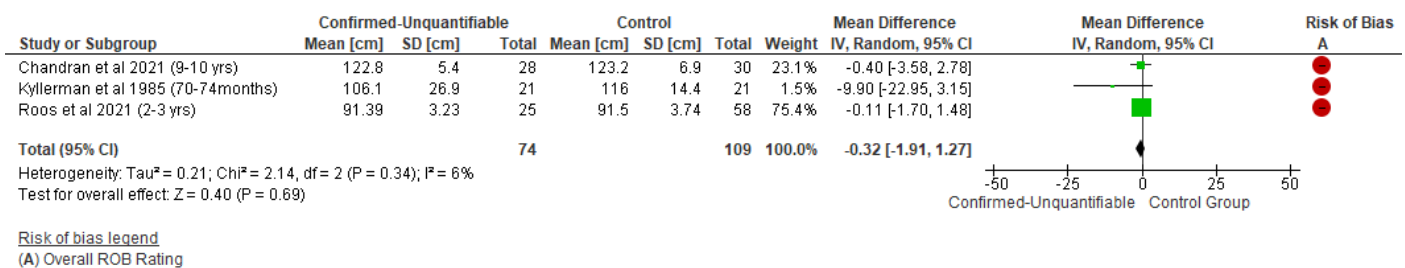 Confirmed-Unquantifiable Control Mean Difference Mean Difference Risk of Bias
Study or Subgroup Mean [cm] SD [cm] Total Mean [cm] SD [cm] Total Weight IV, Random, 95% CI IV, Random, 95% CI A
Chandran et al 2021 (9-10 yrs) 122.8 5.4 28 123.2 6.9 30 23.1% -0.40 [-3.58, 2.78]
Kyllerman et al 1985 (70-74months) 106.1 26.9 21 116 14.4 21 1.5% -9.90 [-22.95, 3.15]
Roos et al 2021 (2-3 yrs) 91.39 3.23 25 91.5 3.74 58 75.4% -0.11 [-1.70, 1.48]
Total (95% CI) 74 109 100.0% -0.32 [-1.91, 1.27]
Heterogeneity: Tau² = 0.21; Chi² = 2.14, df = 2 (P = 0.34); I² = 6%
Test for overall effect: Z = 0.40 (P = 0.69)
-50 -25 0 25 50
Confirmed-Unquantifiable Control Group
Risk of bias legend
(A) Overall ROB Rating